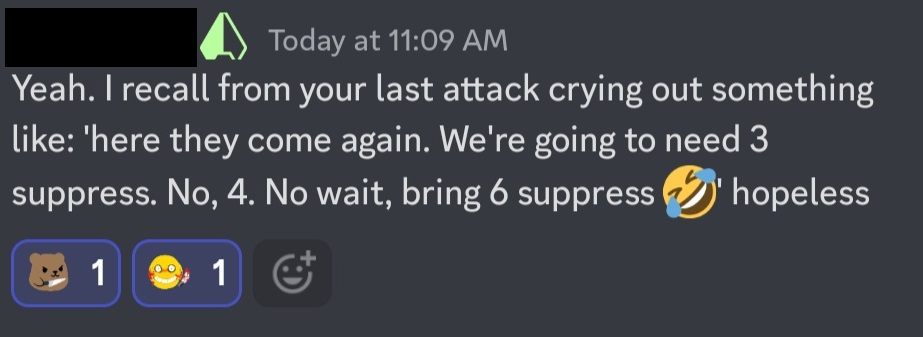 Today at 11:09 AM
Yeah. I recall from your last attack crying out something
like: 'here they come again. We're going to need 3
suppress. No, 4. No wait, bring 6 suppress 🤣' hopeless
1 1